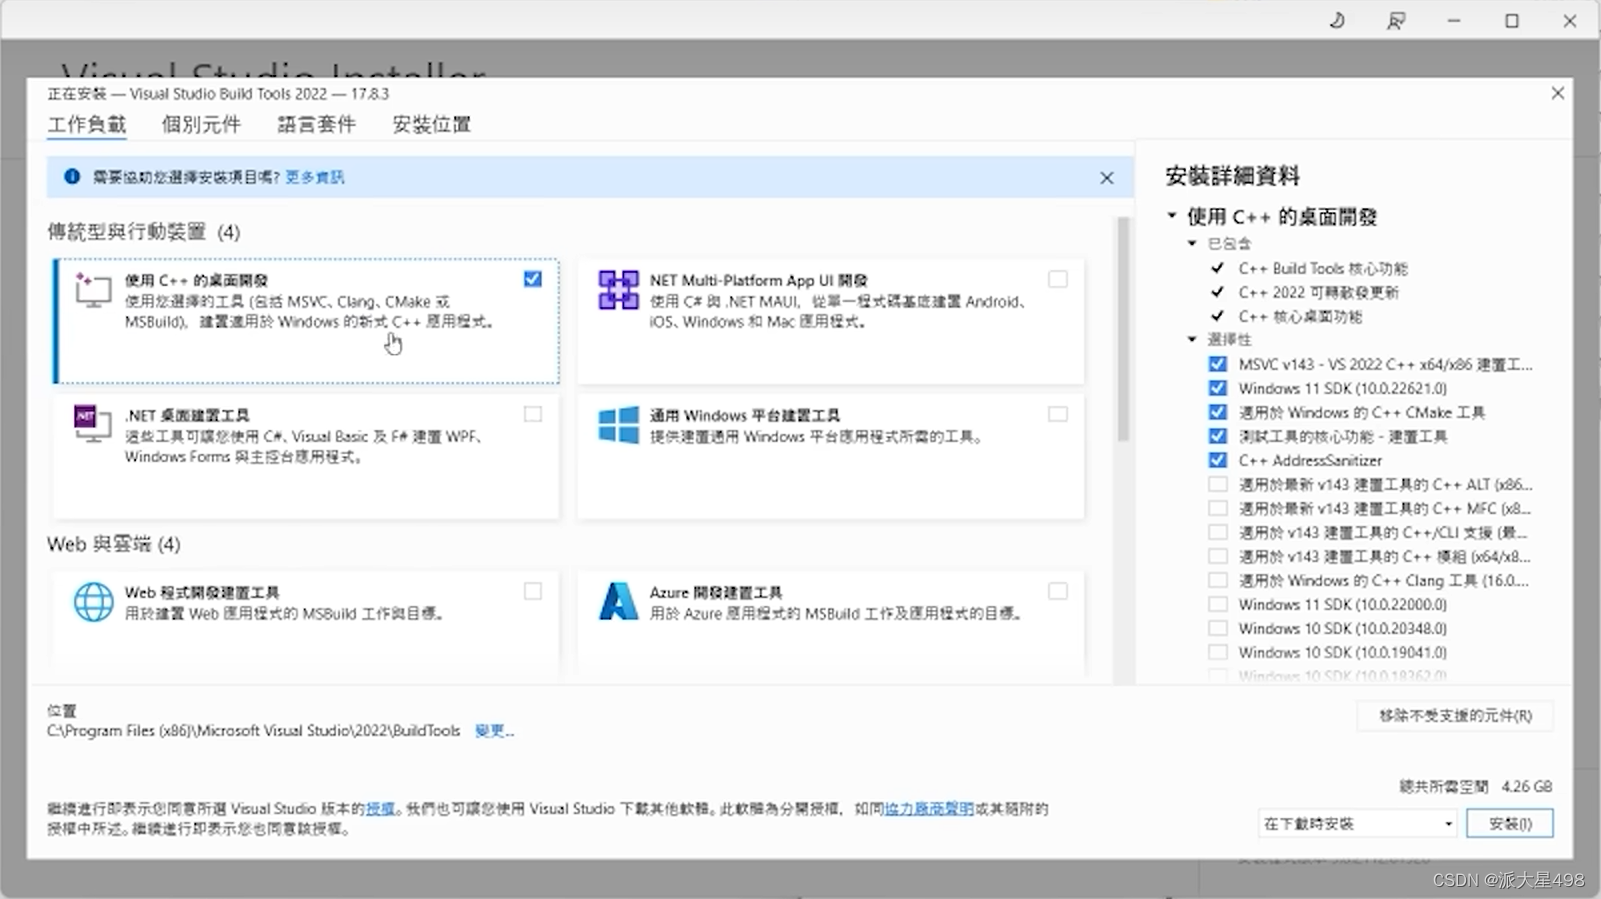 Visual Studio Installer
正在安裝 — Visual Studio Build Tools 2022 — 17.8.3
工作負載 個別元件 語言套件 安裝位置
需要協助您選擇安裝項目嗎? 更多資訊
傳統型與行動裝置 (4)
使用 C++ 的桌面開發
使用您選擇的工具 (包括 MSVC、Clang、CMake 或
MSBuild)，建置適用於 Windows 的新式 C++ 應用程式。
NET Multi-Platform App UI 開發
使用 C# 與 .NET MAUI，從單一程式碼基底建置 Android、
iOS、Windows 和 Mac 應用程式。
.NET 桌面建置工具
這些工具可讓您使用 C#、Visual Basic 及 F# 建置 WPF、
Windows Forms 與主控台應用程式。
通用 Windows 平台建置工具
提供建置通用 Windows 平台應用程式所需的工具。
Web 與雲端 (4)
Web 程式開發建置工具
用於建置 Web 應用程式的 MSBuild 工作與目標。
Azure 開發建置工具
用於 Azure 應用程式的 MSBuild 工作及應用程式的目標。
安裝詳細資料
使用 C++ 的桌面開發
已包含
C++ Build Tools 核心功能
C++ 2022 可轉散發更新
C++ 核心桌面功能
選擇性
MSVC v143 - VS 2022 C++ x64/x86 建置工...
Windows 11 SDK (10.0.22621.0)
適用於 Windows 的 C++ CMake 工具
測試工具的核心功能 - 建置工具
C++ AddressSanitizer
適用於最新 v143 建置工具的 C++ ALT (x86...
適用於最新 v143 建置工具的 C++ MFC (x8...
適用於 v143 建置工具的 C++/CLI 支援 (最...
適用於 v143 建置工具的 C++ 模組 (x64/x8...
適用於 Windows 的 C++ Clang 工具 (16.0....
Windows 11 SDK (10.0.22000.0)
Windows 10 SDK (10.0.20348.0)
Windows 10 SDK (10.0.19041.0)
Windows 10 SDK (10.0.18362.0)
位置
C:\Program Files (x86)\Microsoft Visual Studio\2022\BuildTools 變更...
移除不受支援的元件(R)
總共所需空間 4.26 GB
繼續進行即表示您同意所選 Visual Studio 版本的授權。我們也可讓您使用 Visual Studio 下載其他軟體。此軟體為分開授權，如同協力廠商聲明或其隨附的
授權中所述。繼續進行即表示您也同意該授權。
在下載時安裝 安裝(I)
CSDN @派大星498